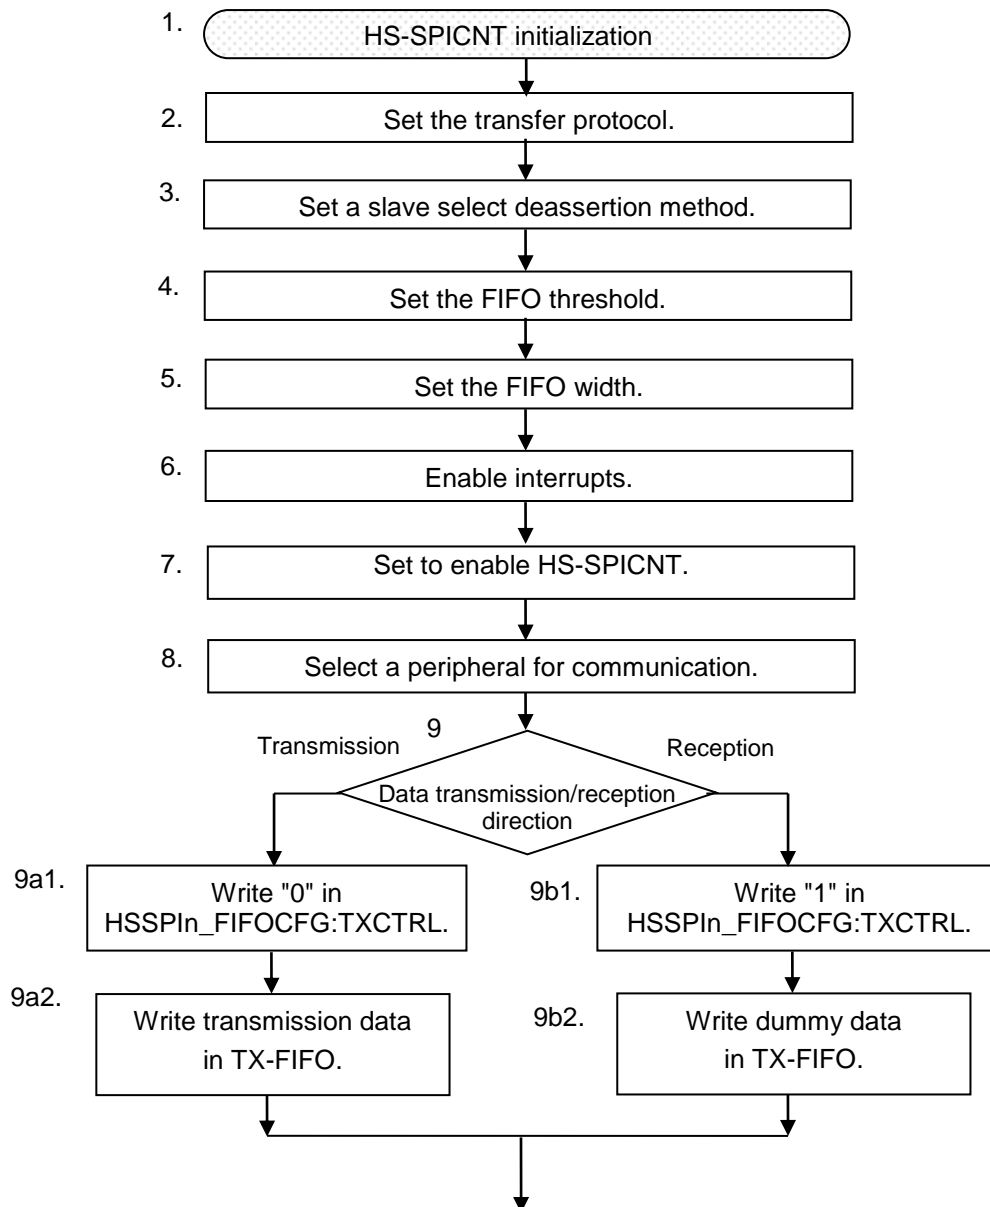 1.
HS-SPICNT initialization
2.
Set the transfer protocol.
3.
Set a slave select deassertion method.
4.
Set the FIFO threshold.
5.
Set the FIFO width.
6.
Enable interrupts.
7.
Set to enable HS-SPICNT.
8.
Select a peripheral for communication.
9
Transmission
Reception
Data transmission/reception
direction
9a1.
Write "0" in
HSSPIn_FIFOCFG:TXCTRL.
9b1.
Write "1" in
HSSPIn_FIFOCFG:TXCTRL.
9a2.
Write transmission data
in TX-FIFO.
9b2.
Write dummy data
in TX-FIFO.